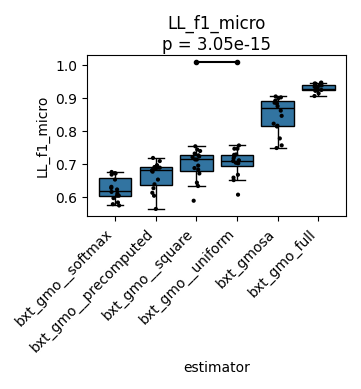 LL_f1_micro
p = 3.05e-15
1.0
0.9
0.8
0.7
0.6
LL_f1_micro
bxt_gmo__softmax
bxt_gmo__precomputed
bxt_gmo__square
bxt_gmo__uniform
bxt_gmosa
bxt_gmo_full
estimator